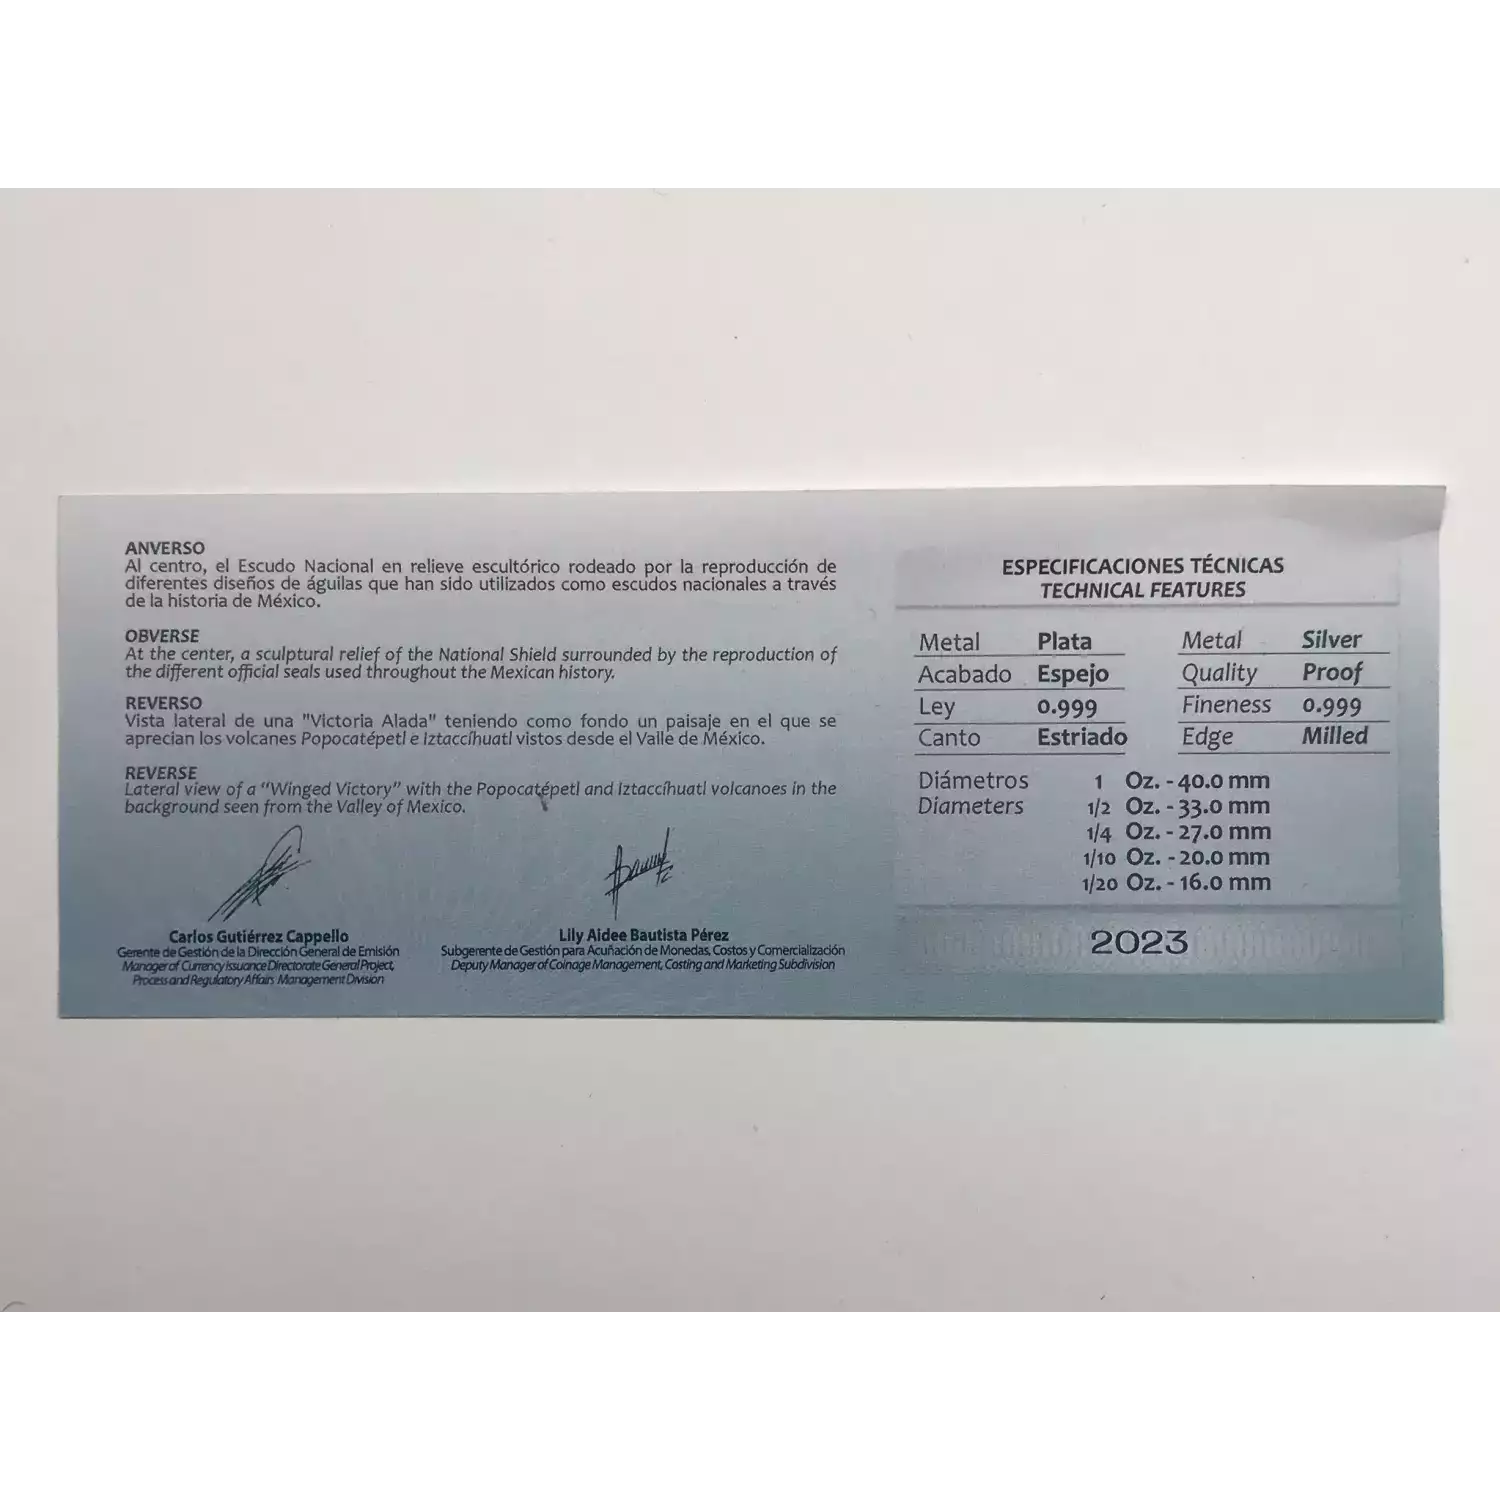 ANVERSO
Al centro, el Escudo Nacional en relieve escultórico rodeado por la reproducción de
diferentes diseños de águilas que han sido utilizados como escudos nacionales a través
de la historia de México.
OBVERSE
At the center, a sculptural relief of the National Shield surrounded by the reproduction of
the different official seals used throughout the Mexican history.
REVERSO
Vista lateral de una "Victoria Alada" teniendo como fondo un paisaje en el que se
aprecian los volcanes Popocatépetl e Iztaccíhuatl vistos desde el Valle de México.
REVERSE
Lateral view of a "Winged Victory" with the Popocatépetl and Iztaccíhuatl volcanoes in the
background seen from the Valley of Mexico.
Carlos Gutiérrez Cappello
Gerente de Gestión de la Dirección General de Emisión
Manager of Currency Issuance Directorate General Project,
Process and Regulatory Affairs Management Division
Lily Aidee Bautista Pérez
Subgerente de Gestión para Acuñación de Monedas, Costos y Comercialización
Deputy Manager of Coinage Management, Costing and Marketing Subdivision
ESPECIFICACIONES TÉCNICAS
TECHNICAL FEATURES
Metal Plata Metal Silver
Acabado Espejo Quality Proof
Ley 0.999 Fineness 0.999
Canto Estriado Edge Milled
Diámetros 1 Oz. - 40.0 mm
Diameters 1/2 Oz. - 33.0 mm
1/4 Oz. - 27.0 mm
1/10 Oz. - 20.0 mm
1/20 Oz. - 16.0 mm
2023